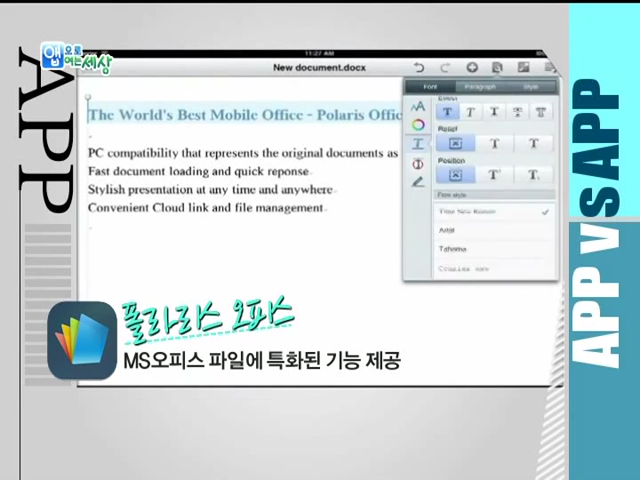 앱으로
여는세상
APP
11:27 AM
New document.docx
The World's Best Mobile Office - Polaris Offic
PC compatibility that represents the original documents as
Fast document loading and quick reponse
Stylish presentation at any time and anywhere
Convenient Cloud link and file management
Font
Paragraph
Style
Effect
Reset
Position
Font style
Time New Roman
Arial
Tahoma
폴라리스 오피스
MS오피스 파일에 특화된 기능 제공
APP vs APP